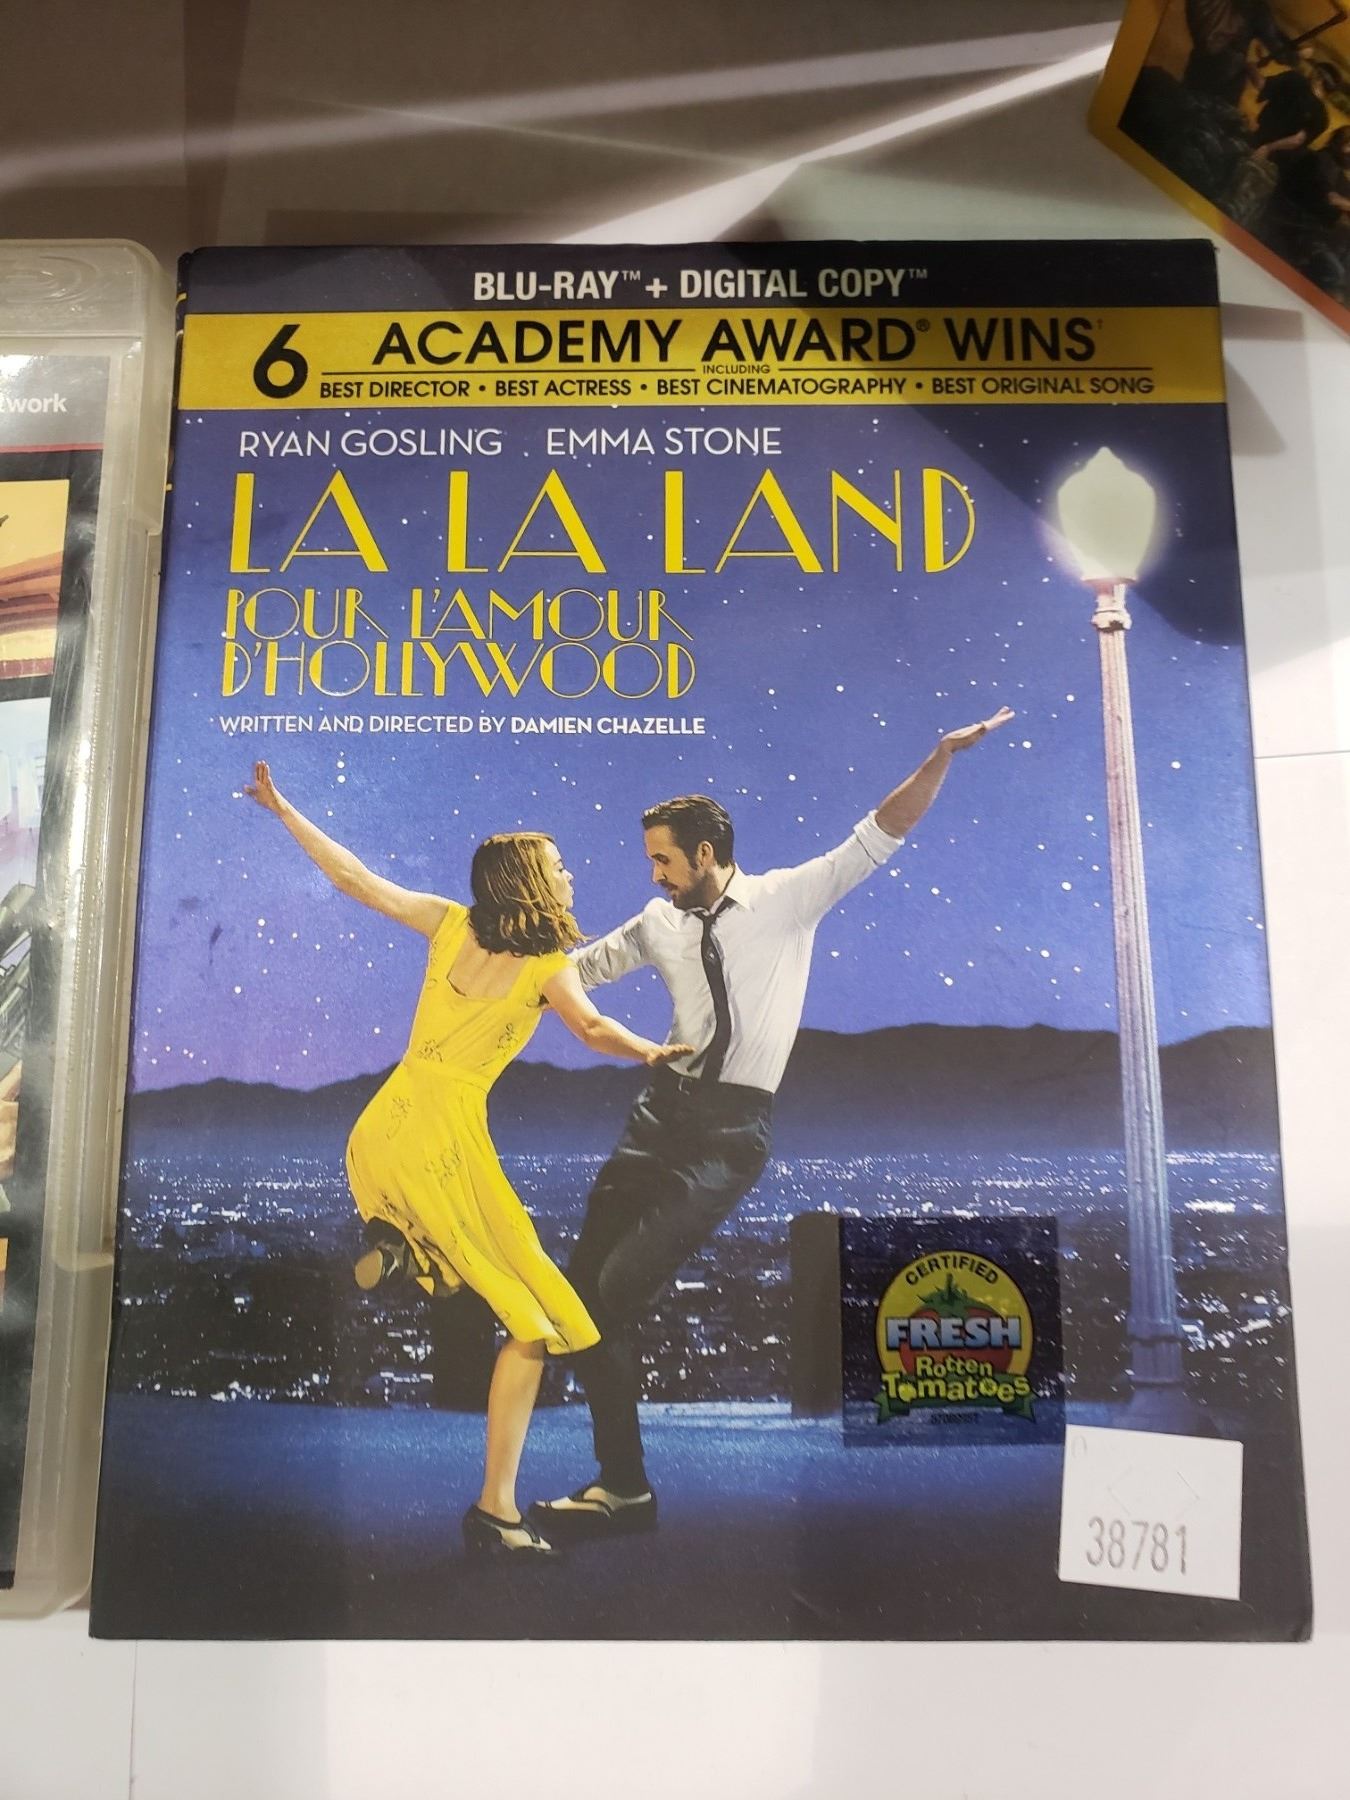 BLU-RAY™ + DIGITAL COPY™
6 ACADEMY AWARD® WINS†
INCLUDING
BEST DIRECTOR • BEST ACTRESS • BEST CINEMATOGRAPHY • BEST ORIGINAL SONG
RYAN GOSLING EMMA STONE
LA LA LAND
POUR L'AMOUR
D'HOLLYWOOD
WRITTEN AND DIRECTED BY DAMIEN CHAZELLE
CERTIFIED
FRESH
Rotten
Tomatoes
38781